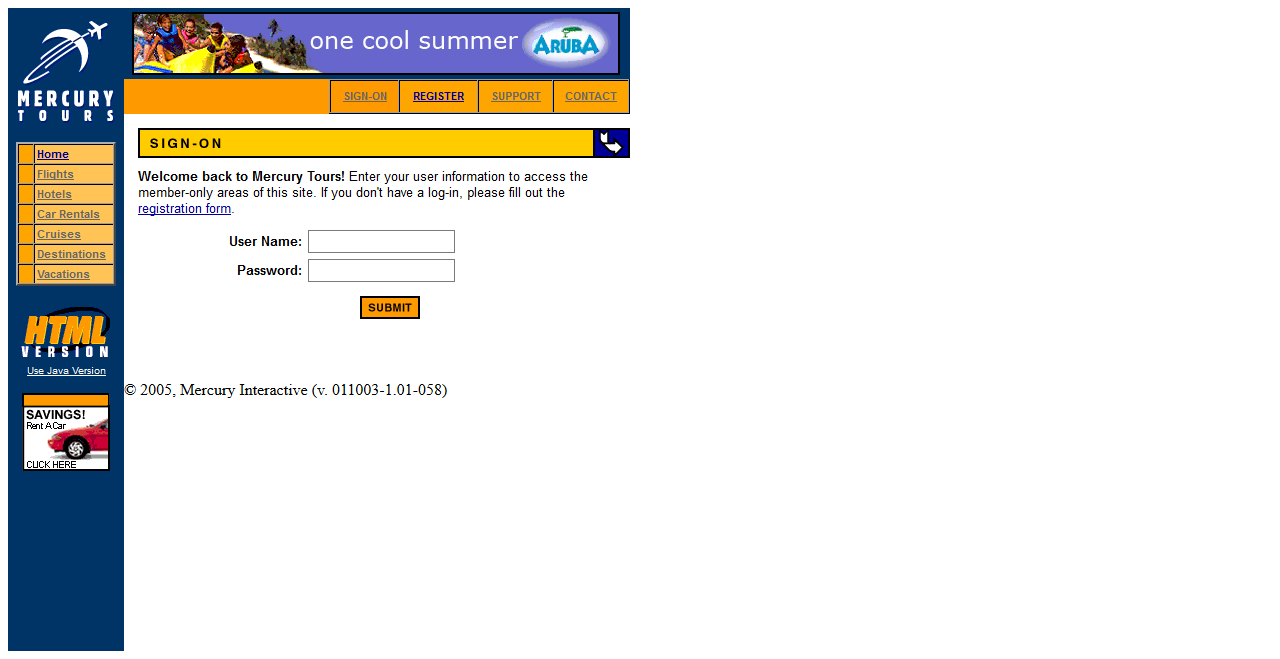 MERCURY
TOURS
one cool summer
ARUBA
SIGN-ON
REGISTER
SUPPORT
CONTACT
Home
Flights
Hotels
Car Rentals
Cruises
Destinations
Vacations
HTML
VERSION
Use Java Version
SAVINGS!
Rent A Car
CLICK HERE
SIGN-ON
Welcome back to Mercury Tours! Enter your user information to access the
member-only areas of this site. If you don't have a log-in, please fill out the
registration form.
User Name:
Password:
SUBMIT
© 2005, Mercury Interactive (v. 011003-1.01-058)